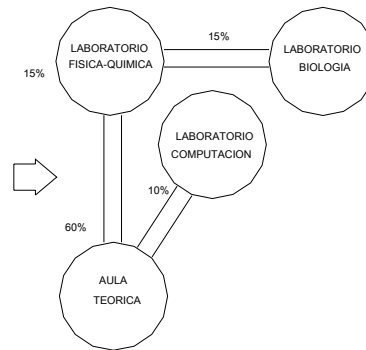 15%
LABORATORIO
FISICA-QUIMICA
LABORATORIO
BIOLOGIA
15%
LABORATORIO
COMPUTACION
10%
60%
AULA
TEORICA